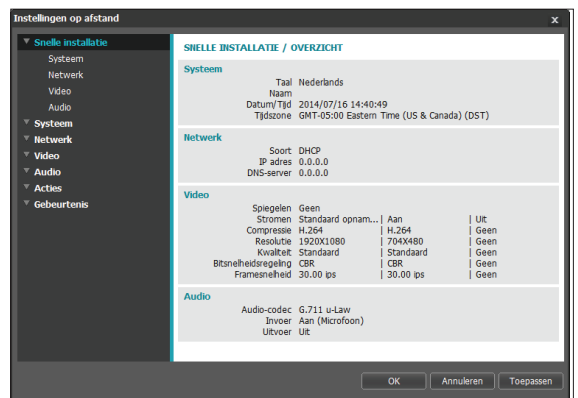 Instellingen op afstand x
Snelle installatie
Systeem
Netwerk
Video
Audio
Systeem
Netwerk
Video
Audio
Acties
Gebeurtenis
SNELLE INSTALLATIE / OVERZICHT
Systeem
Taal Nederlands
Naam
Datum/Tijd 2014/07/16 14:40:49
Tijdszone GMT-05:00 Eastern Time (US & Canada) (DST)
Netwerk
Soort DHCP
IP adres 0.0.0.0
DNS-server 0.0.0.0
Video
Spiegelen Geen
Stromen Standaard opnam... | Aan | Uit
Compressie H.264 | H.264 | Geen
Resolutie 1920X1080 | 704X480 | Geen
Kwaliteit Standaard | Standaard | Geen
Bitsnelheidsregeling CBR | CBR | Geen
Framesnelheid 30.00 ips | 30.00 ips | Geen
Audio
Audio-codec G.711 u-Law
Invoer Aan (Microfoon)
Uitvoer Uit
OK Annuleren Toepassen